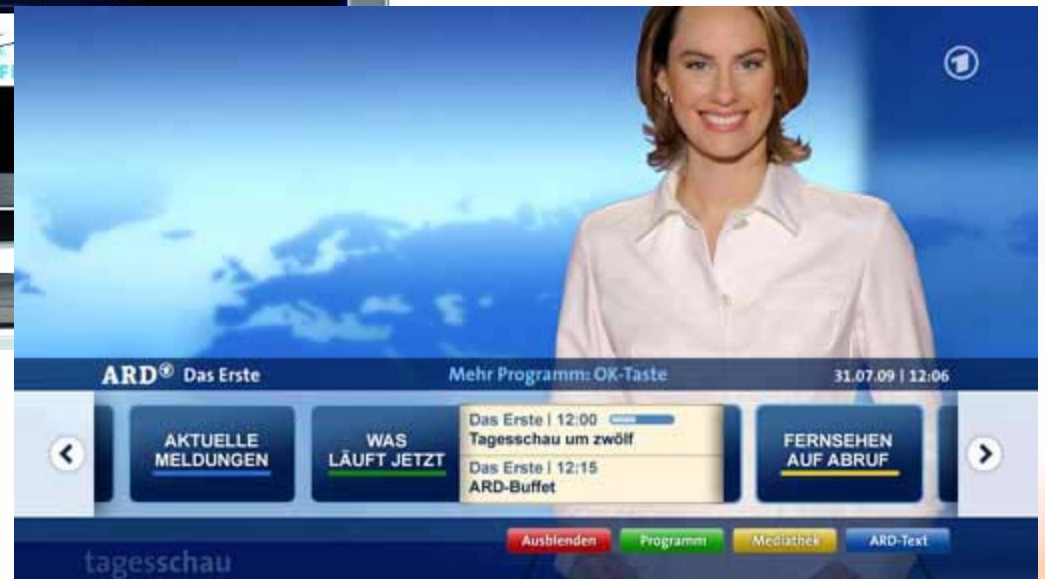 ARD® Das Erste
Mehr Programm: OK-Taste
31.07.09 | 12:06
AKTUELLE
MELDUNGEN
WAS
LÄUFT JETZT
Das Erste | 12:00
Tagesschau um zwölf
Das Erste | 12:15
ARD-Buffet
FERNSEHEN
AUF ABRUF
Ausblenden
Programm
Mediathek
ARD-Text
tagesschau